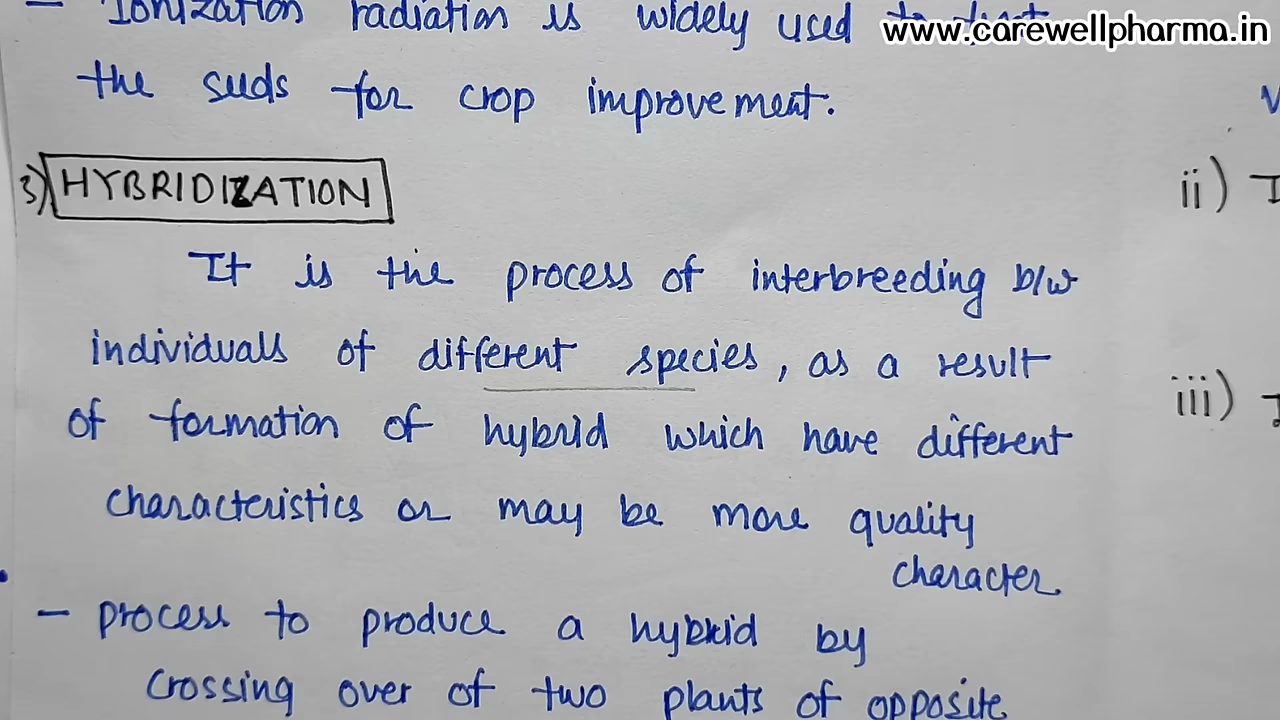 www.carewellpharma.in
- Ionization radiation is widely used to treat
the seeds for crop improvement.
3) HYBRIDIZATION
It is the process of interbreeding b/w
individuals of different species, as a result
of formation of hybrid which have different
characteristics or may be more quality
character.
- process to produce a hybrid by
crossing over of two plants of opposite
ii) I
iii)